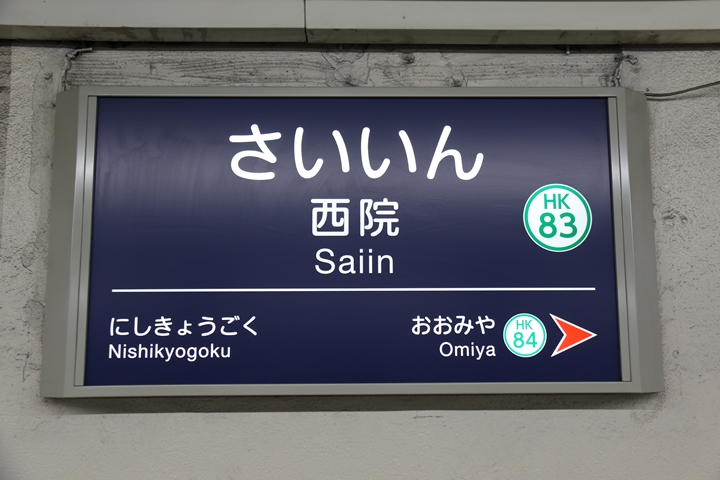 さいいん
西院
Saiin
HK
83
にしきょうごく
Nishikyogoku
おおみや
Omiya
HK
84